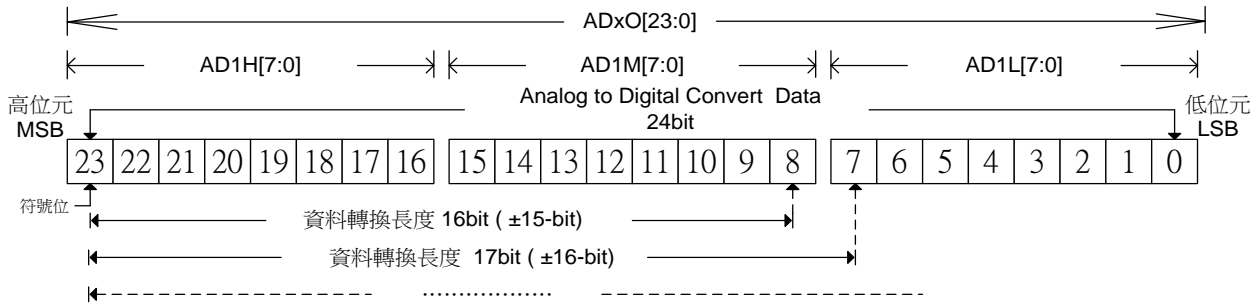 ADxO[23:0]
AD1H[7:0] AD1M[7:0] AD1L[7:0]
高位元 Analog to Digital Convert Data 低位元
MSB 24bit LSB
23 22 21 20 19 18 17 16 15 14 13 12 11 10 9 8 7 6 5 4 3 2 1 0
符號位
資料轉換長度 16bit ( ±15-bit)
資料轉換長度 17bit ( ±16-bit)